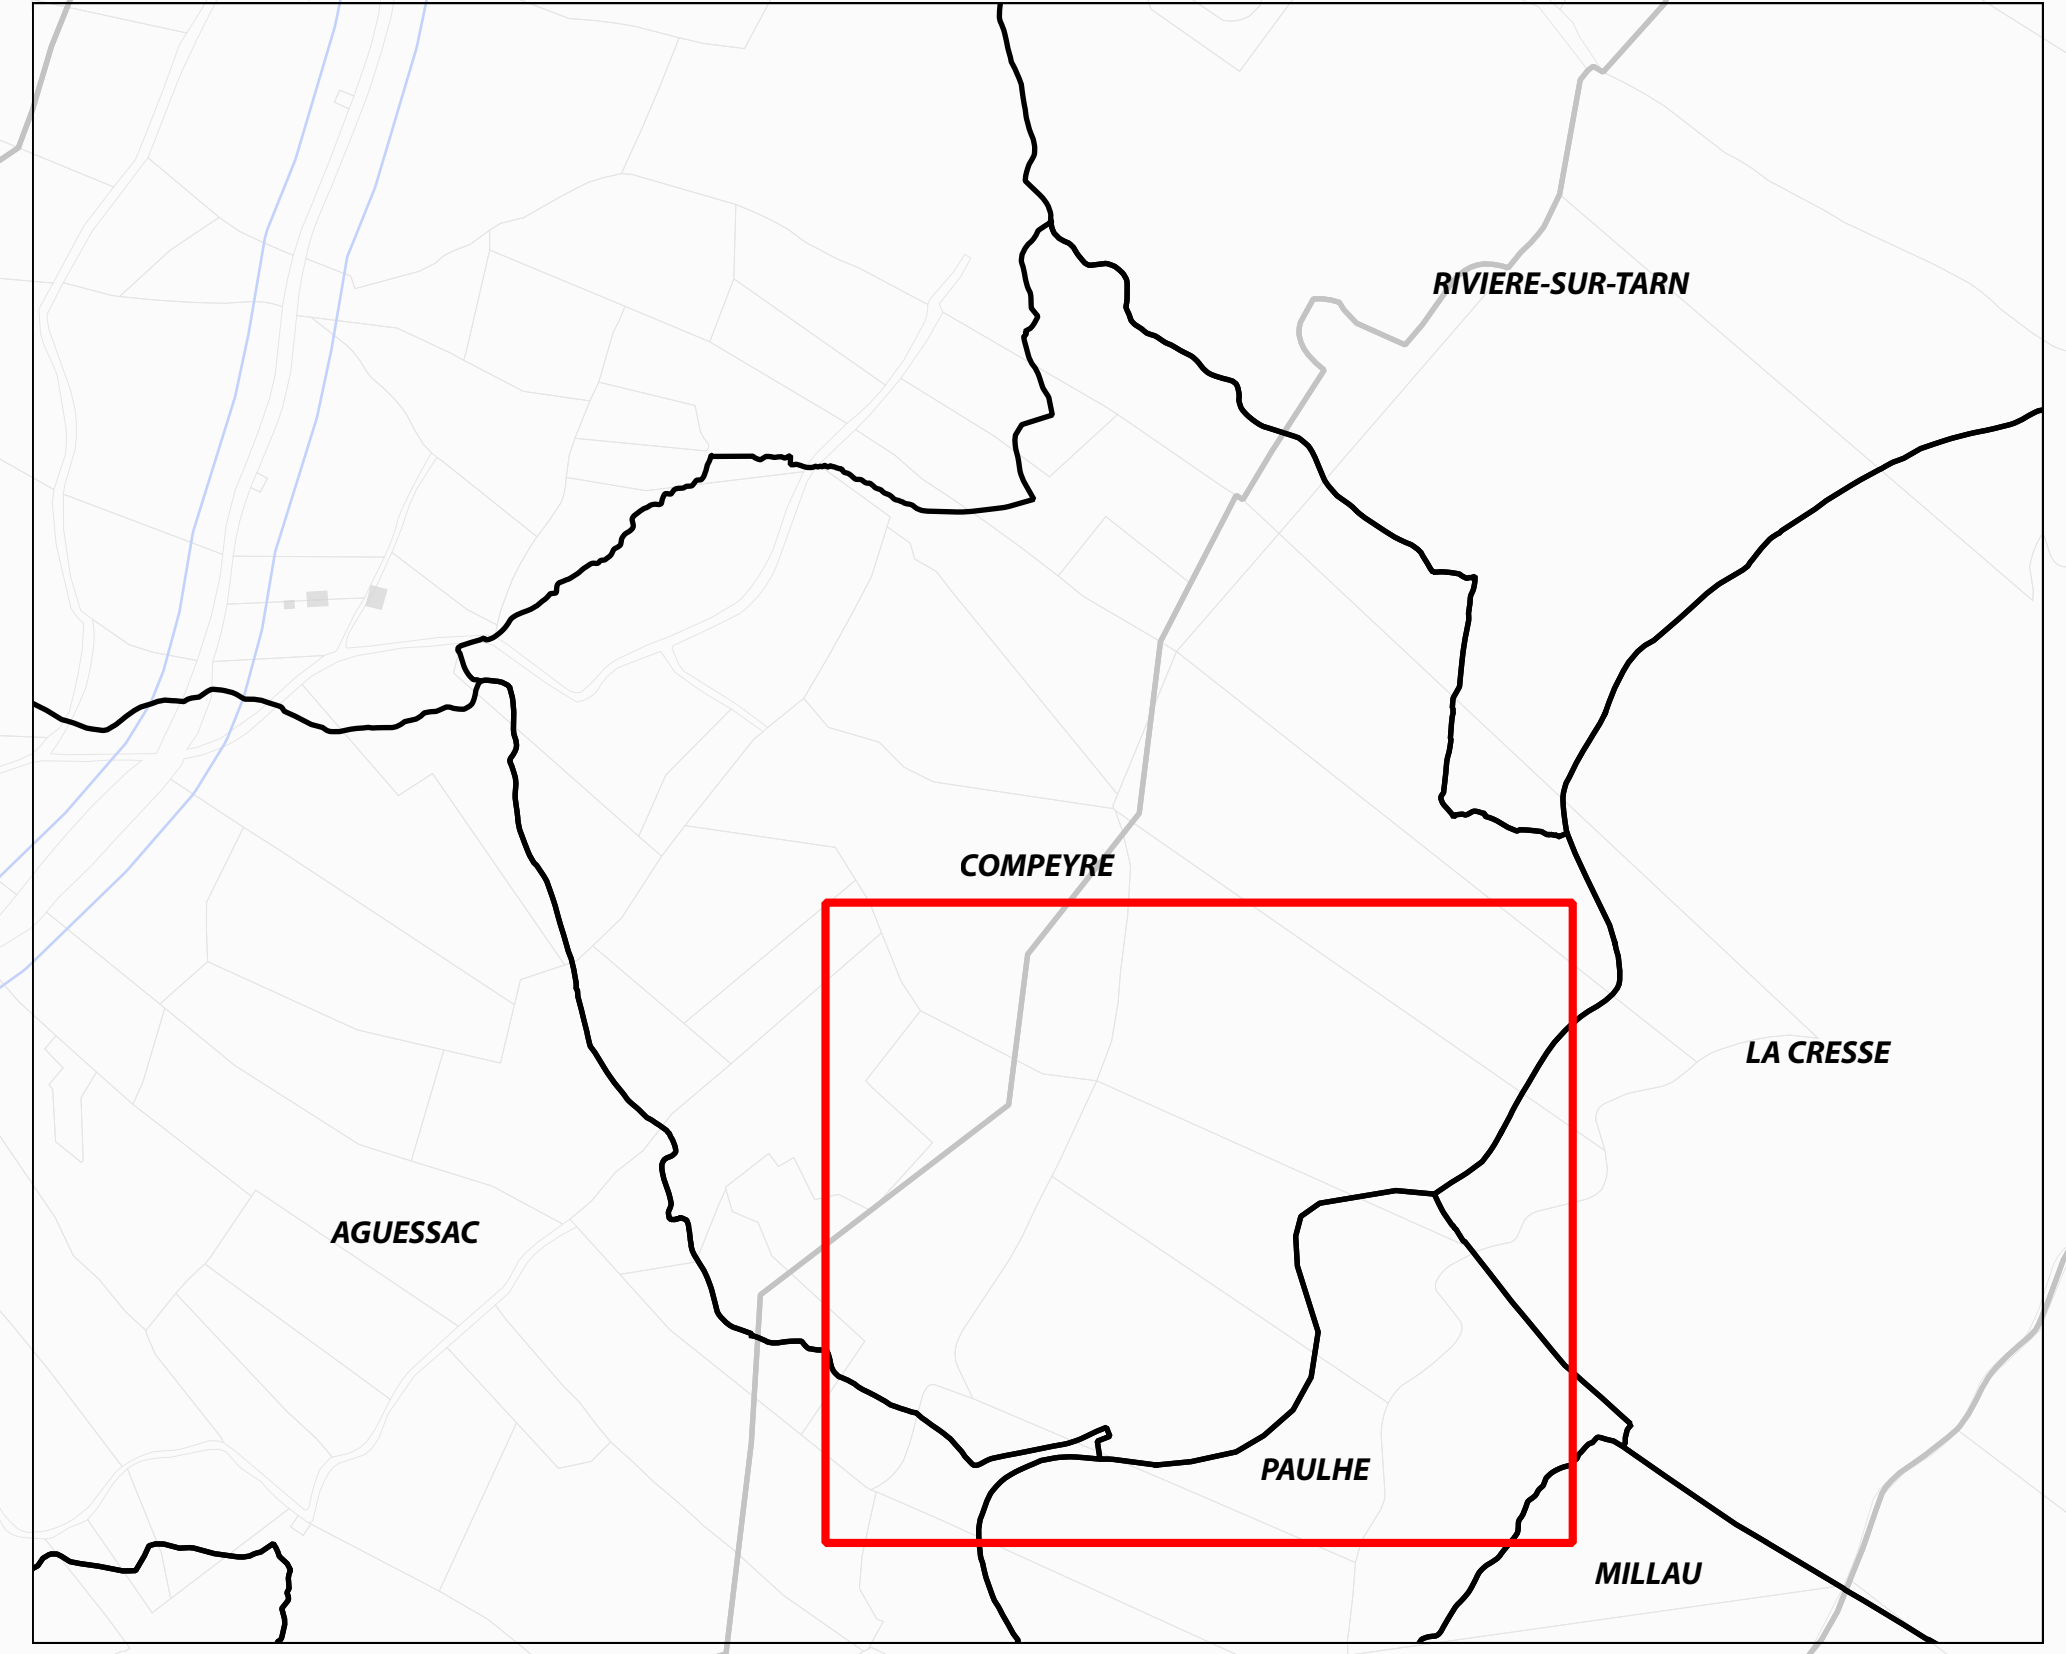 RIVIERE-SUR-TARN
COMPEYRE
LA CRESSE
AGUESSAC
PAULHE
MILLAU